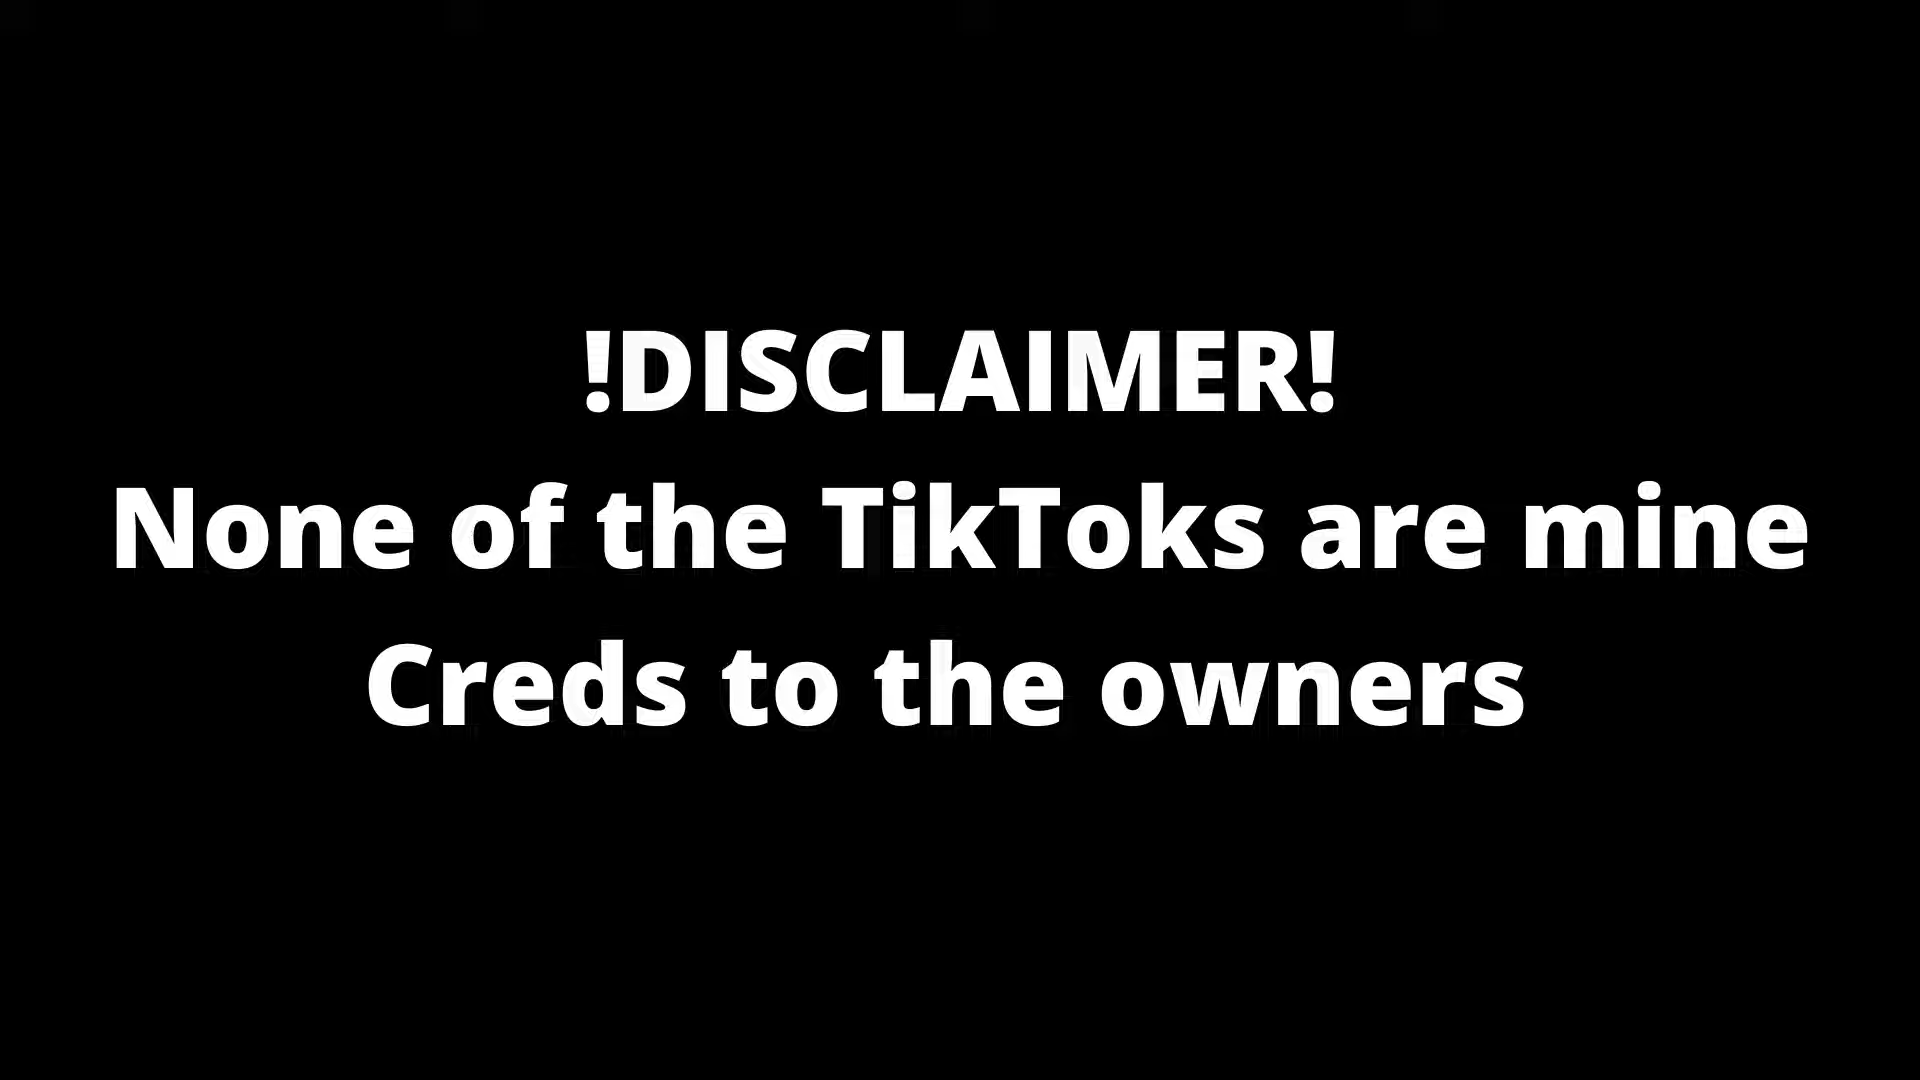 !DISCLAIMER!
None of the TikToks are mine
Creds to the owners